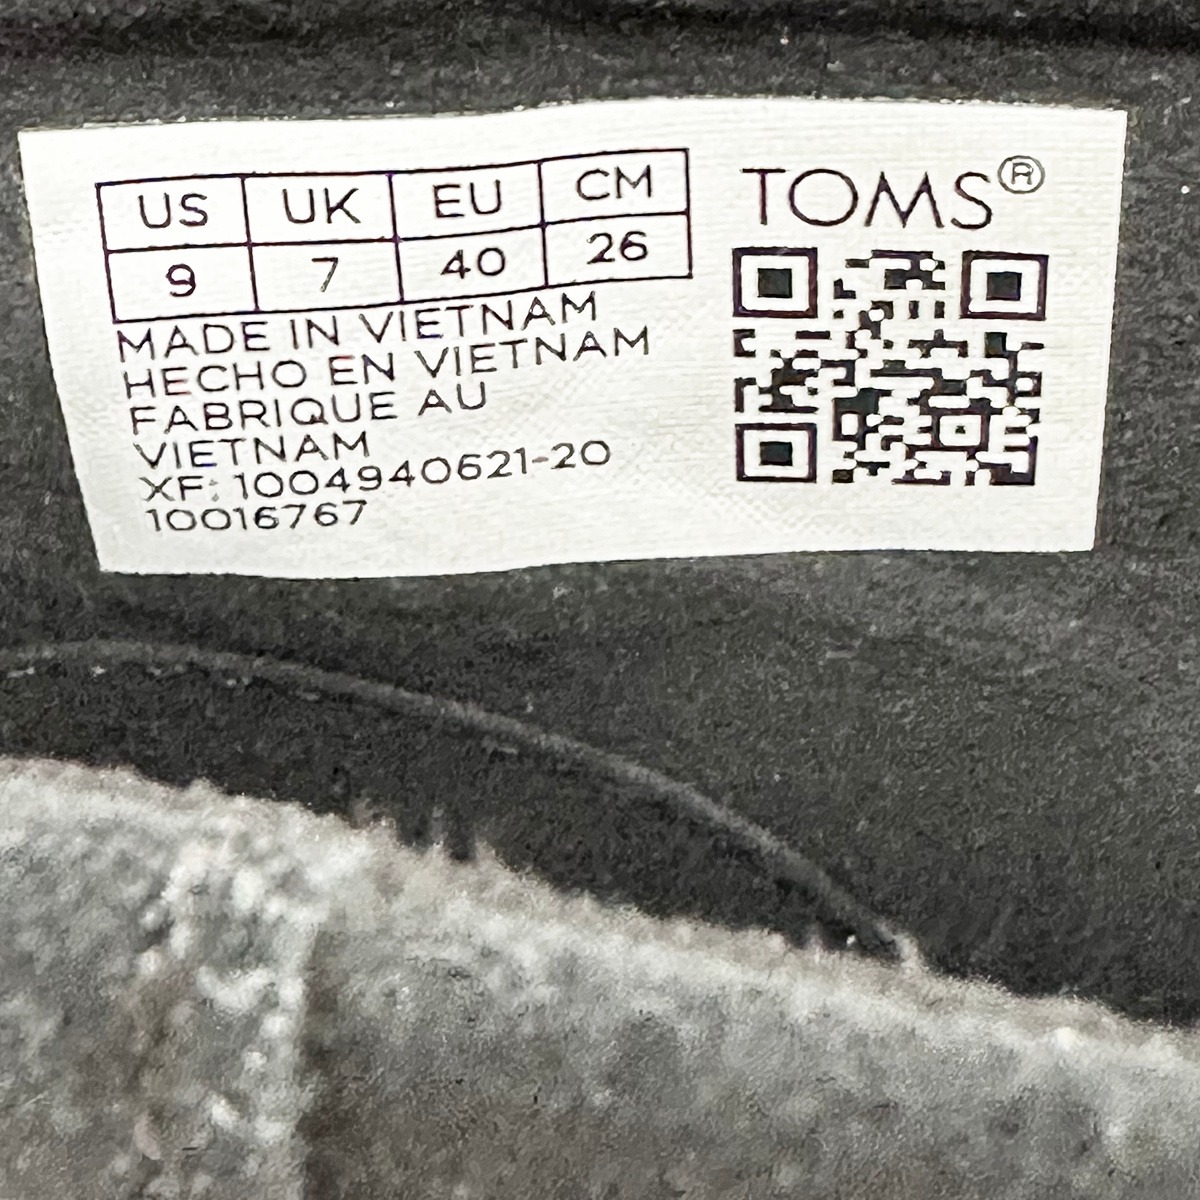 US UK EU CM
9 7 40 26
MADE IN VIETNAM
HECHO EN VIETNAM
FABRIQUE AU
VIETNAM
XF: 1004940621-20
10016767
TOMS®